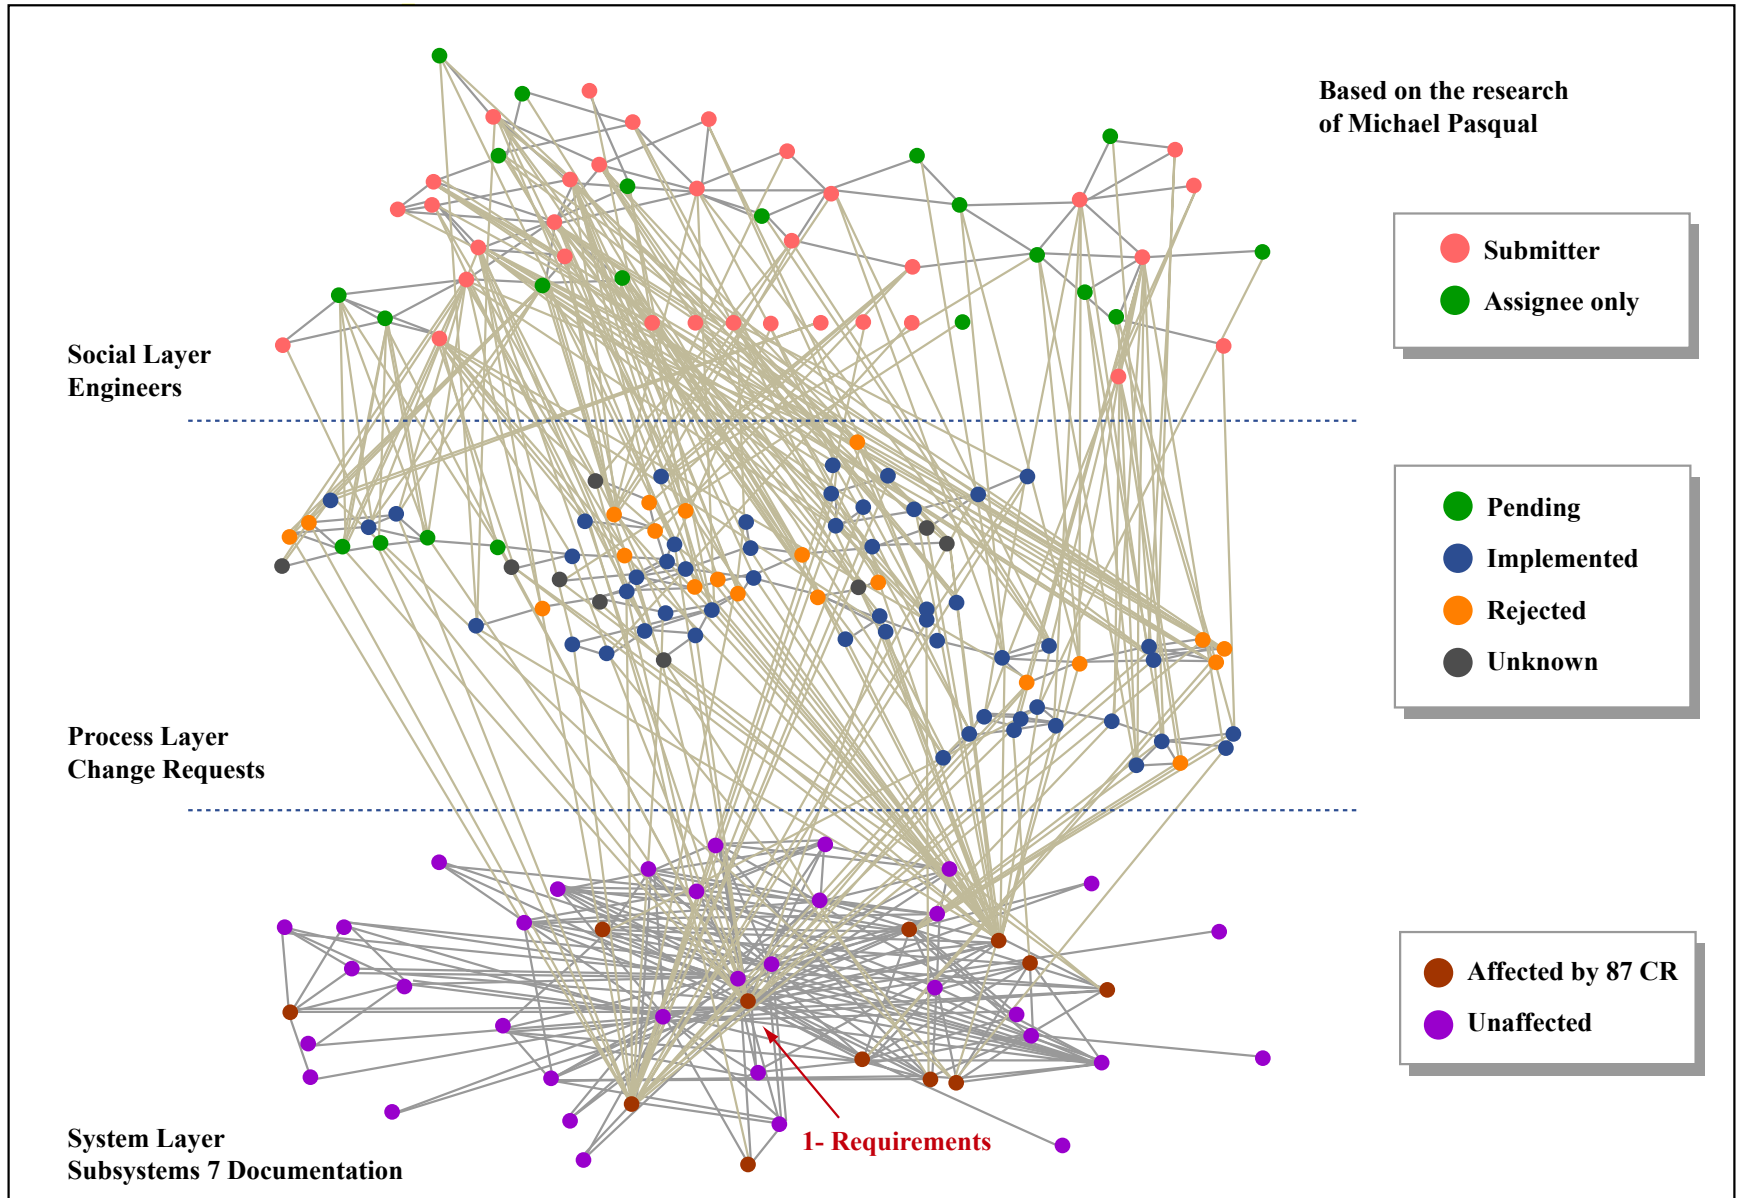 Based on the research
of Michael Pasqual
Submitter
Assignee only
Social Layer
Engineers
Pending
Implemented
Rejected
Unknown
Process Layer
Change Requests
Affected by 87 CR
Unaffected
1- Requirements
System Layer
Subsystems 7 Documentation